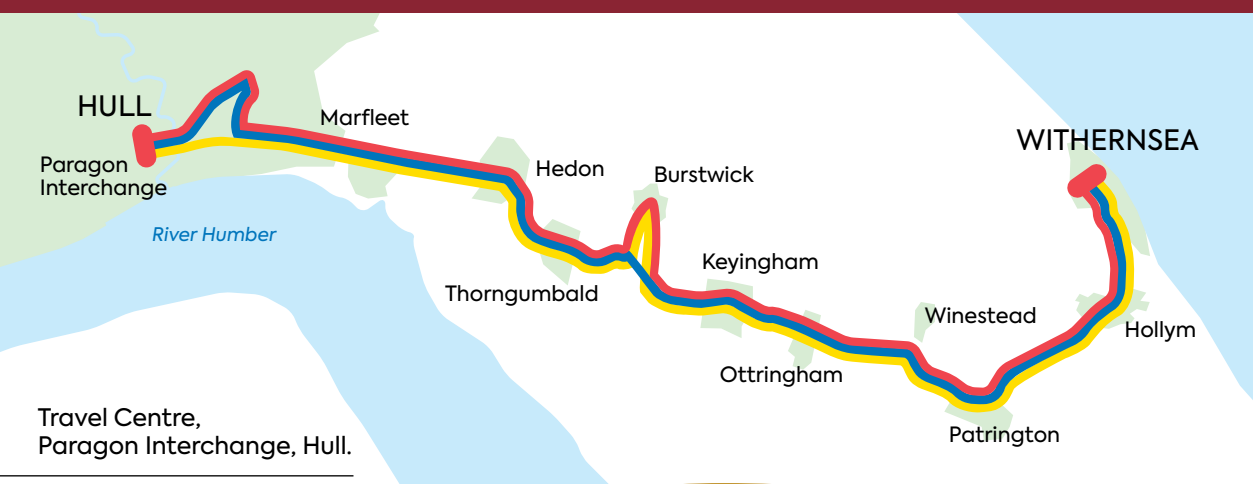 HULL
Paragon
Interchange
River Humber
Marfleet
Hedon
Thorngumbald
Burstwick
Keyingham
Ottringham
Winestead
Patrington
Hollym
WITHERNSEA
Travel Centre,
Paragon Interchange, Hull.